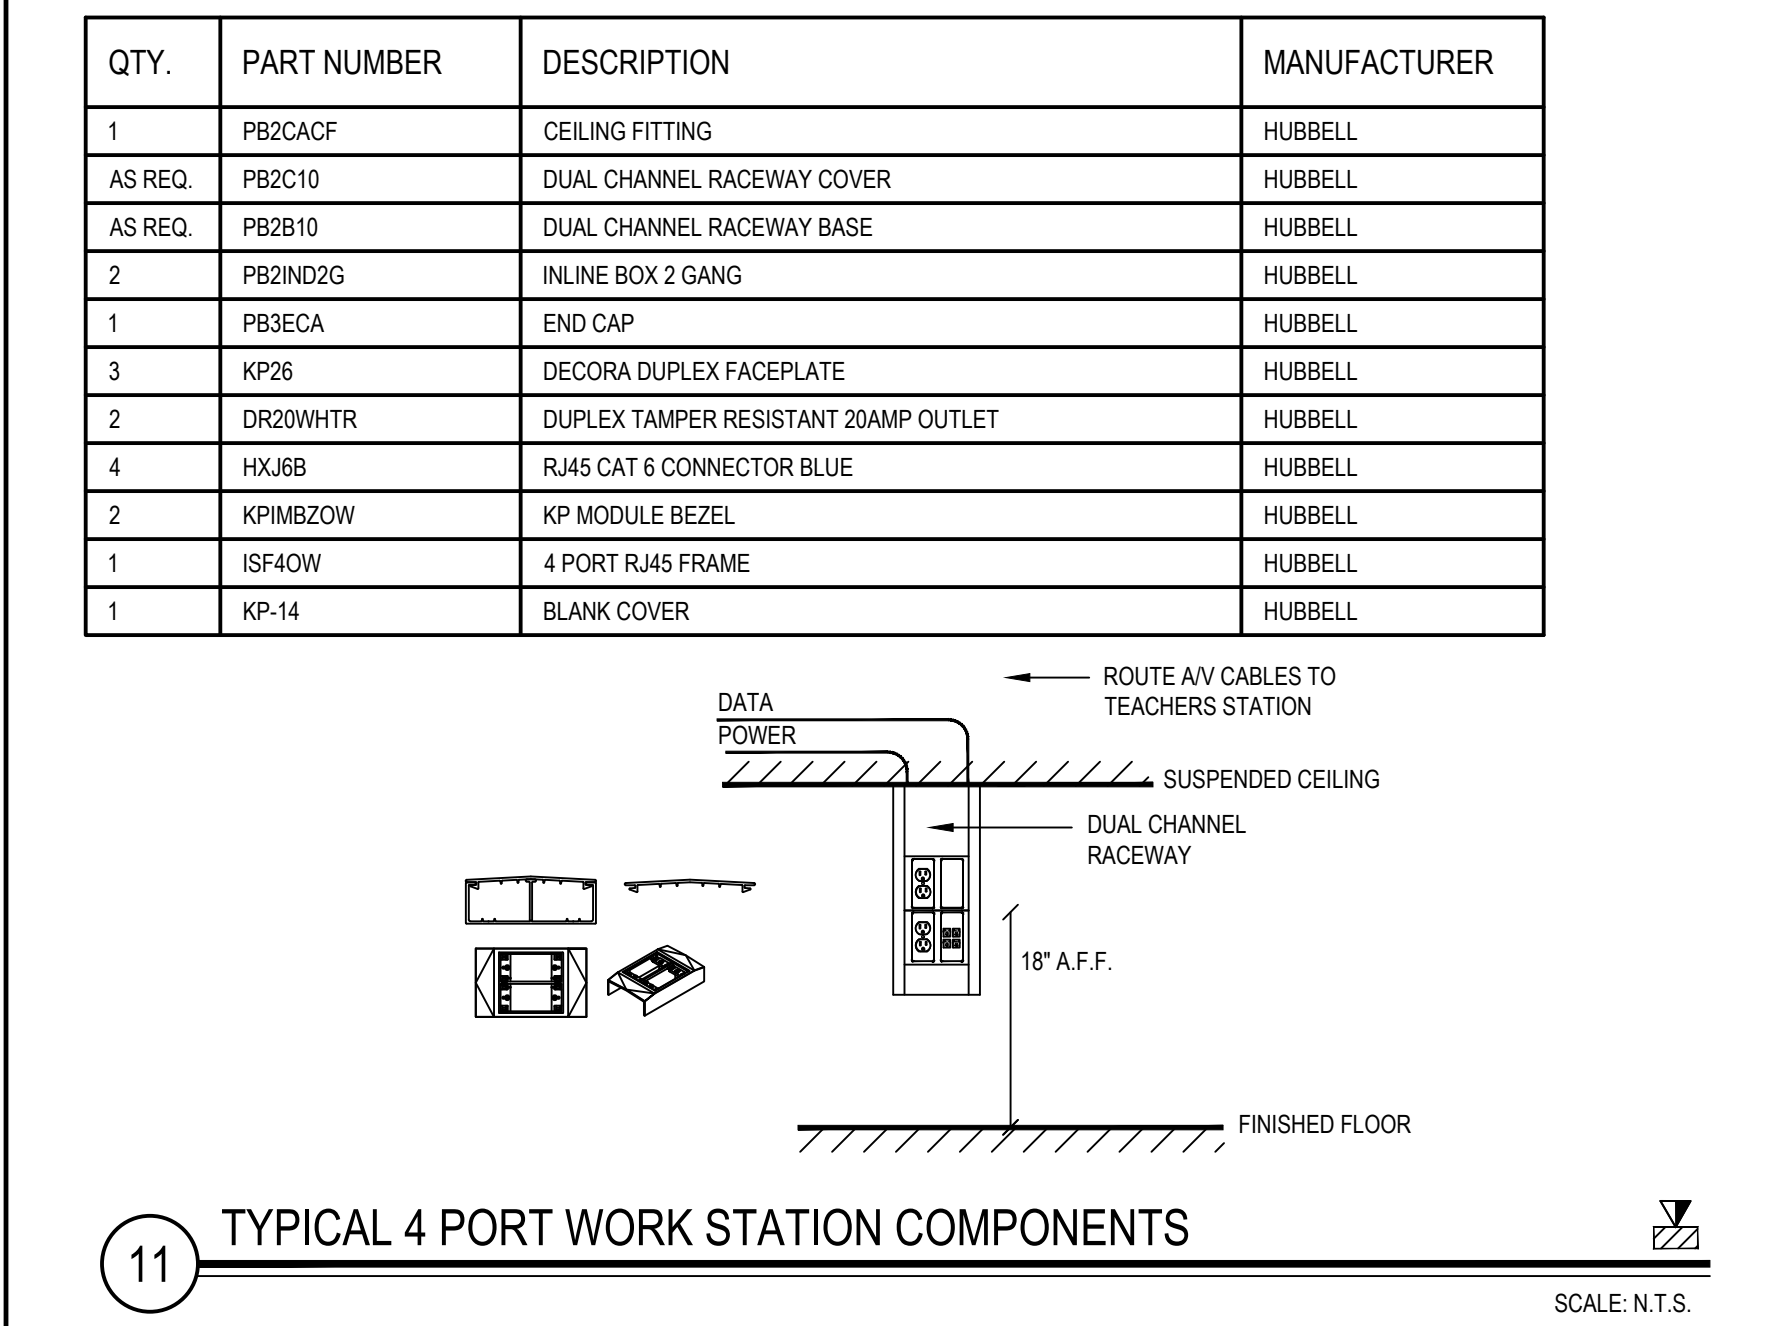 QTY. PART NUMBER DESCRIPTION MANUFACTURER
1 PB2CACF CEILING FITTING HUBBELL
AS REQ. PB2C10 DUAL CHANNEL RACEWAY COVER HUBBELL
AS REQ. PB2B10 DUAL CHANNEL RACEWAY BASE HUBBELL
2 PB2IND2G INLINE BOX 2 GANG HUBBELL
1 PB3ECA END CAP HUBBELL
3 KP26 DECORA DUPLEX FACEPLATE HUBBELL
2 DR20WHTR DUPLEX TAMPER RESISTANT 20AMP OUTLET HUBBELL
4 HXJ6B RJ45 CAT 6 CONNECTOR BLUE HUBBELL
2 KPIMBZOW KP MODULE BEZEL HUBBELL
1 ISF4OW 4 PORT RJ45 FRAME HUBBELL
1 KP-14 BLANK COVER HUBBELL
ROUTE A/V CABLES TO
TEACHERS STATION
DATA
POWER
SUSPENDED CEILING
DUAL CHANNEL
RACEWAY
18" A.F.F.
FINISHED FLOOR
11 TYPICAL 4 PORT WORK STATION COMPONENTS
SCALE: N.T.S.